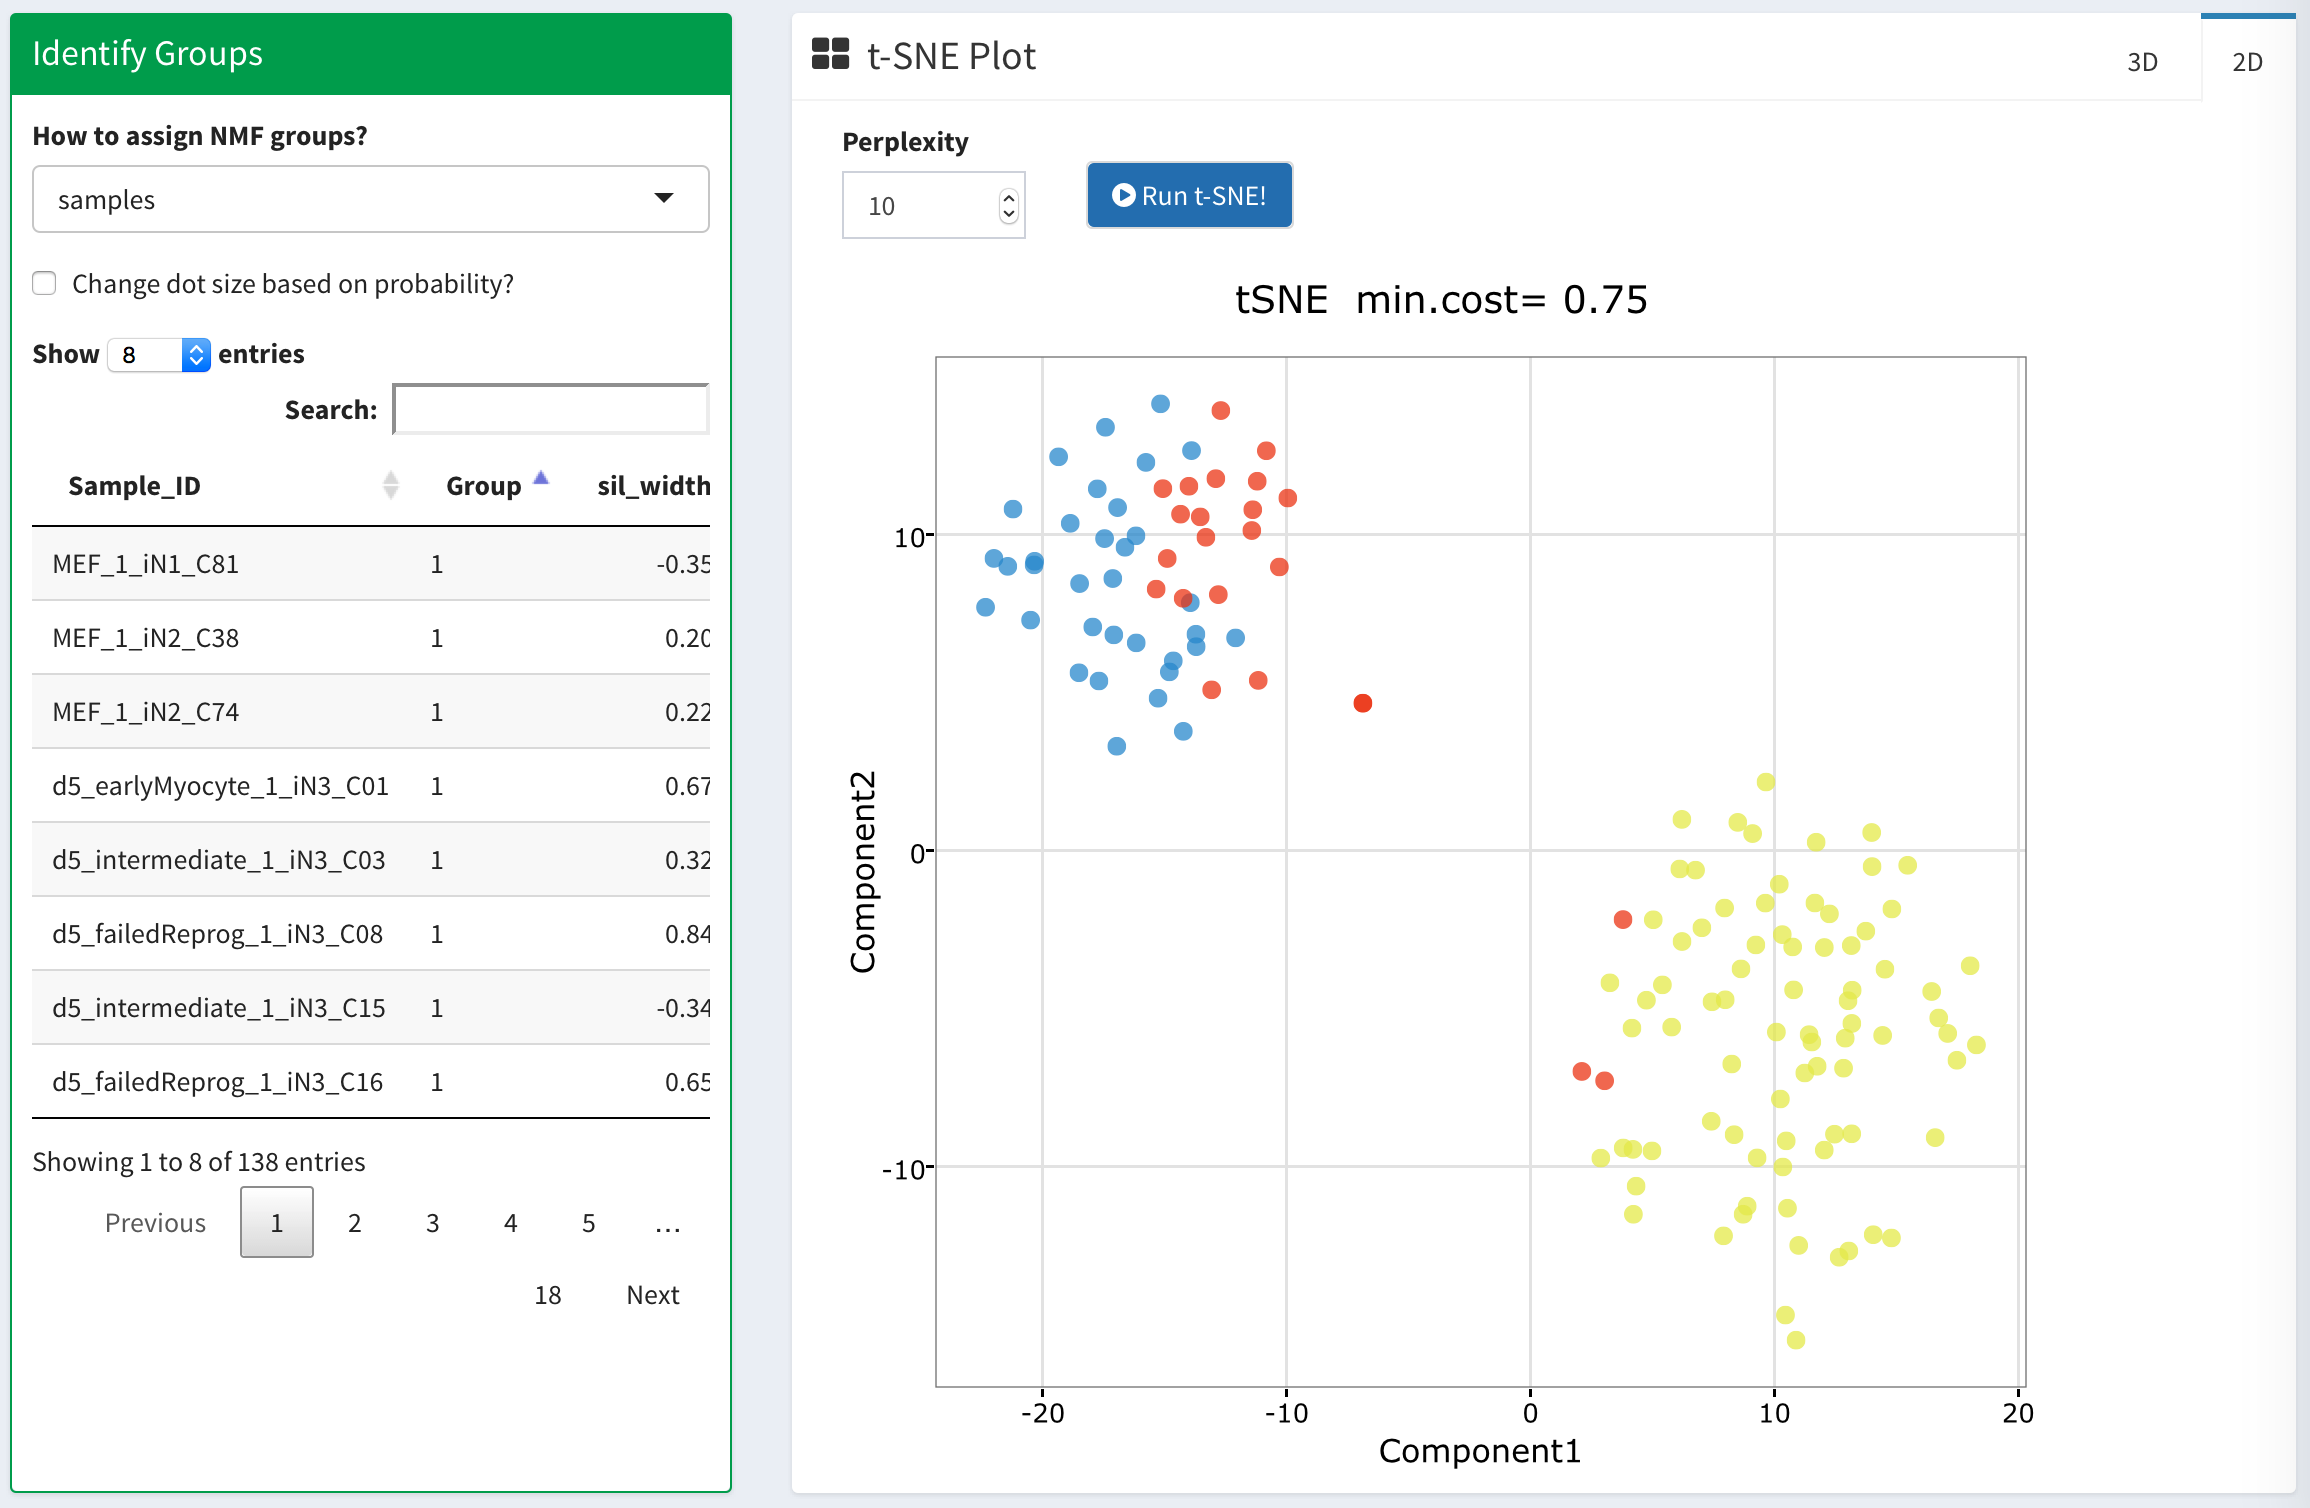 Identify Groups
How to assign NMF groups?
samples
Change dot size based on probability?
Show 8 entries
Search:
Sample_ID Group sil_width
MEF_1_iN1_C81 1 -0.35
MEF_1_iN2_C38 1 0.20
MEF_1_iN2_C74 1 0.22
d5_earlyMyocyte_1_iN3_C01 1 0.67
d5_intermediate_1_iN3_C03 1 0.32
d5_failedReprog_1_iN3_C08 1 0.84
d5_intermediate_1_iN3_C15 1 -0.34
d5_failedReprog_1_iN3_C16 1 0.65
Showing 1 to 8 of 138 entries
Previous 1 2 3 4 5 ...
18 Next
t-SNE Plot
3D 2D
Perplexity
10
Run t-SNE!
tSNE min.cost= 0.75
10
0
-10
Component2
-20 -10 0 10 20
Component1